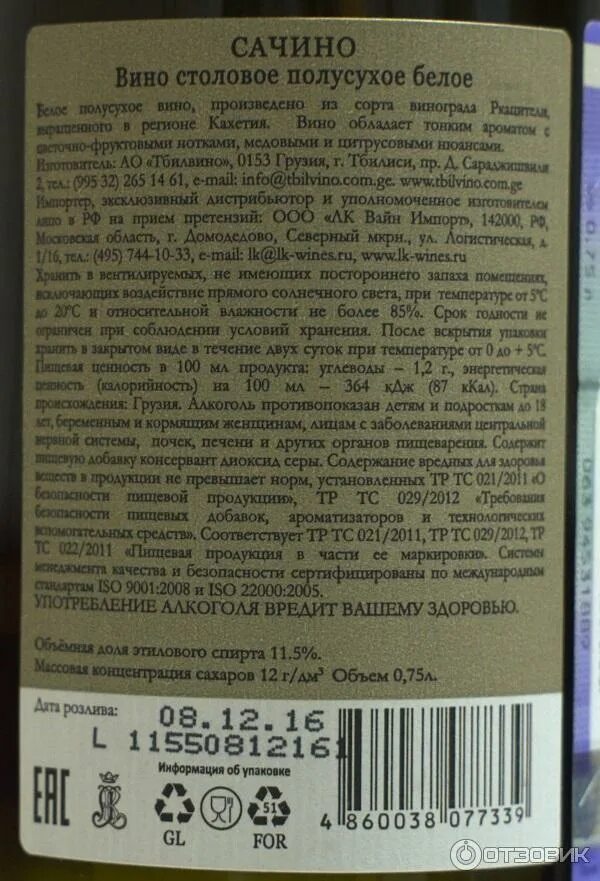 САЧИНО
Вино столовое полусухое белое
Белое полусухое вино, произведено из сорта винограда Ркацители,
выращенного в регионе Кахетия. Вино обладает тонким ароматом с
цветочно-фруктовыми нотками, медовыми и цитрусовыми нюансами.
Изготовитель: АО «Тбилвино», 0153 Грузия, г. Тбилиси, пр. Д. Сараджишвили
2, тел.: (995 32) 265 14 61, e-mail: info@tbilvino.com.ge. www.tbilvino.com.ge
Импортер, эксклюзивный дистрибьютор и уполномоченное изготовителем
лицо в РФ на прием претензий: ООО «ЛК Вайн Импорт», 142000, РФ,
Московская область, г. Домодедово, Северный мкрн., ул. Логистическая, д.
1/16, тел.: (495) 744-10-33, e-mail: lk@lk-wines.ru, www.lk-wines.ru
Хранить в вентилируемых, не имеющих постороннего запаха помещениях,
исключающих воздействие прямого солнечного света, при температуре от 5°С
до 20°С и относительной влажности не более 85%. Срок годности не
ограничен при соблюдении условий хранения. После вскрытия упаковки
хранить в закрытом виде в течение двух суток при температуре от 0 до + 5°С.
Пищевая ценность в 100 мл продукта: углеводы – 1,2 г., энергетическая
ценность (калорийность) на 100 мл – 364 кДж (87 кКал). Страна
происхождения: Грузия. Алкоголь противопоказан детям и подросткам до 18
лет, беременным и кормящим женщинам, лицам с заболеваниями центральной
нервной системы, почек, печени и других органов пищеварения. Содержит
пищевую добавку консервант диоксид серы. Содержание вредных для здоровья
веществ в продукции не превышает норм, установленных ТР ТС 021/2011 «О
безопасности пищевой продукции», ТР ТС 029/2012 «Требования
безопасности пищевых добавок, ароматизаторов и технологических
вспомогательных средств». Соответствует ТР ТС 021/2011, ТР ТС 029/2012, ТР
ТС 022/2011 «Пищевая продукция в части ее маркировки». Системы
менеджмента качества и безопасности сертифицированы по международным
стандартам ISO 9001:2008 и ISO 22000:2005.
УПОТРЕБЛЕНИЕ АЛКОГОЛЯ ВРЕДИТ ВАШЕМУ ЗДОРОВЬЮ.
Объёмная доля этилового спирта 11.5%.
Массовая концентрация сахаров 12 г/дм³ Объем 0,75л.
Дата розлива: 08.12.16
L 11550812161
Информация об упаковке
EAC
51
GL FOR
4 860038 077339
ОТЗОВИК